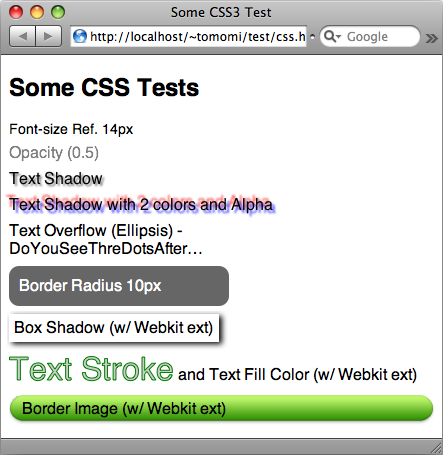 Some CSS3 Test
http://localhost/~tomomi/test/css.h
Google
Some CSS Tests
Font-size Ref. 14px
Opacity (0.5)
Text Shadow
Text Shadow with 2 colors and Alpha
Text Overflow (Ellipsis) -
DoYouSeeThreDotsAfter…
Border Radius 10px
Box Shadow (w/ Webkit ext)
Text Stroke and Text Fill Color (w/ Webkit ext)
Border Image (w/ Webkit ext)